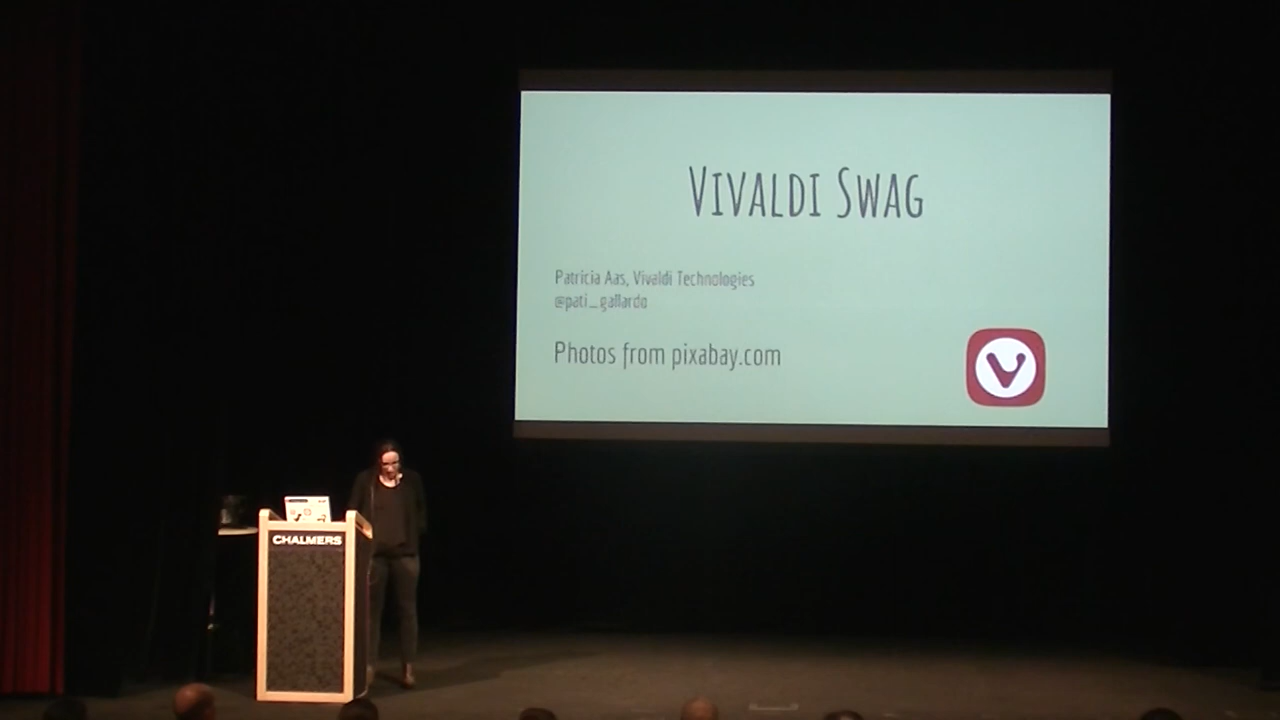 Vivaldi Swag
Patricia Aas, Vivaldi Technologies
@pati_gallardo
Photos from pixabay.com
CHALMERS